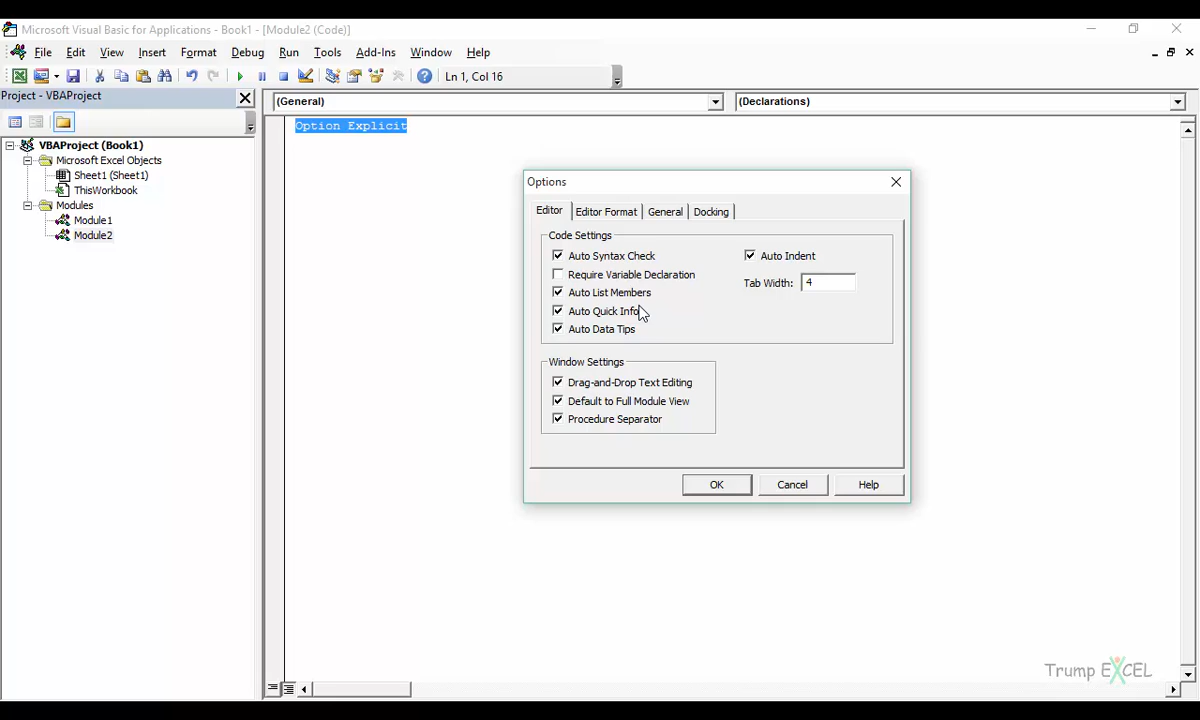 Microsoft Visual Basic for Applications - Book1 - [Module2 (Code)]
File Edit View Insert Format Debug Run Tools Add-Ins Window Help
Ln 1, Col 16
Project - VBAProject
(General)
(Declarations)
VBAProject (Book1)
Microsoft Excel Objects
Sheet1 (Sheet1)
ThisWorkbook
Modules
Module1
Module2
Option Explicit
Options
Editor Editor Format General Docking
Code Settings
Auto Syntax Check
Auto Indent
Require Variable Declaration
Tab Width: 4
Auto List Members
Auto Quick Info
Auto Data Tips
Window Settings
Drag-and-Drop Text Editing
Default to Full Module View
Procedure Separator
OK Cancel Help
Trump EXCEL